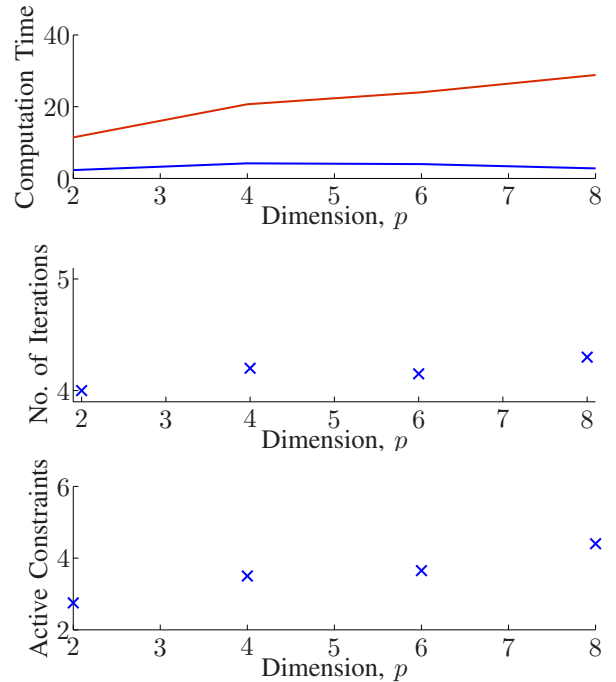 Computation Time
40
20
0
2 3 4 5 6 7 8
Dimension, p
No. of Iterations
5
4
2 3 4 5 6 7 8
Dimension, p
Active Constraints
6
4
2
2 3 4 5 6 7 8
Dimension, p